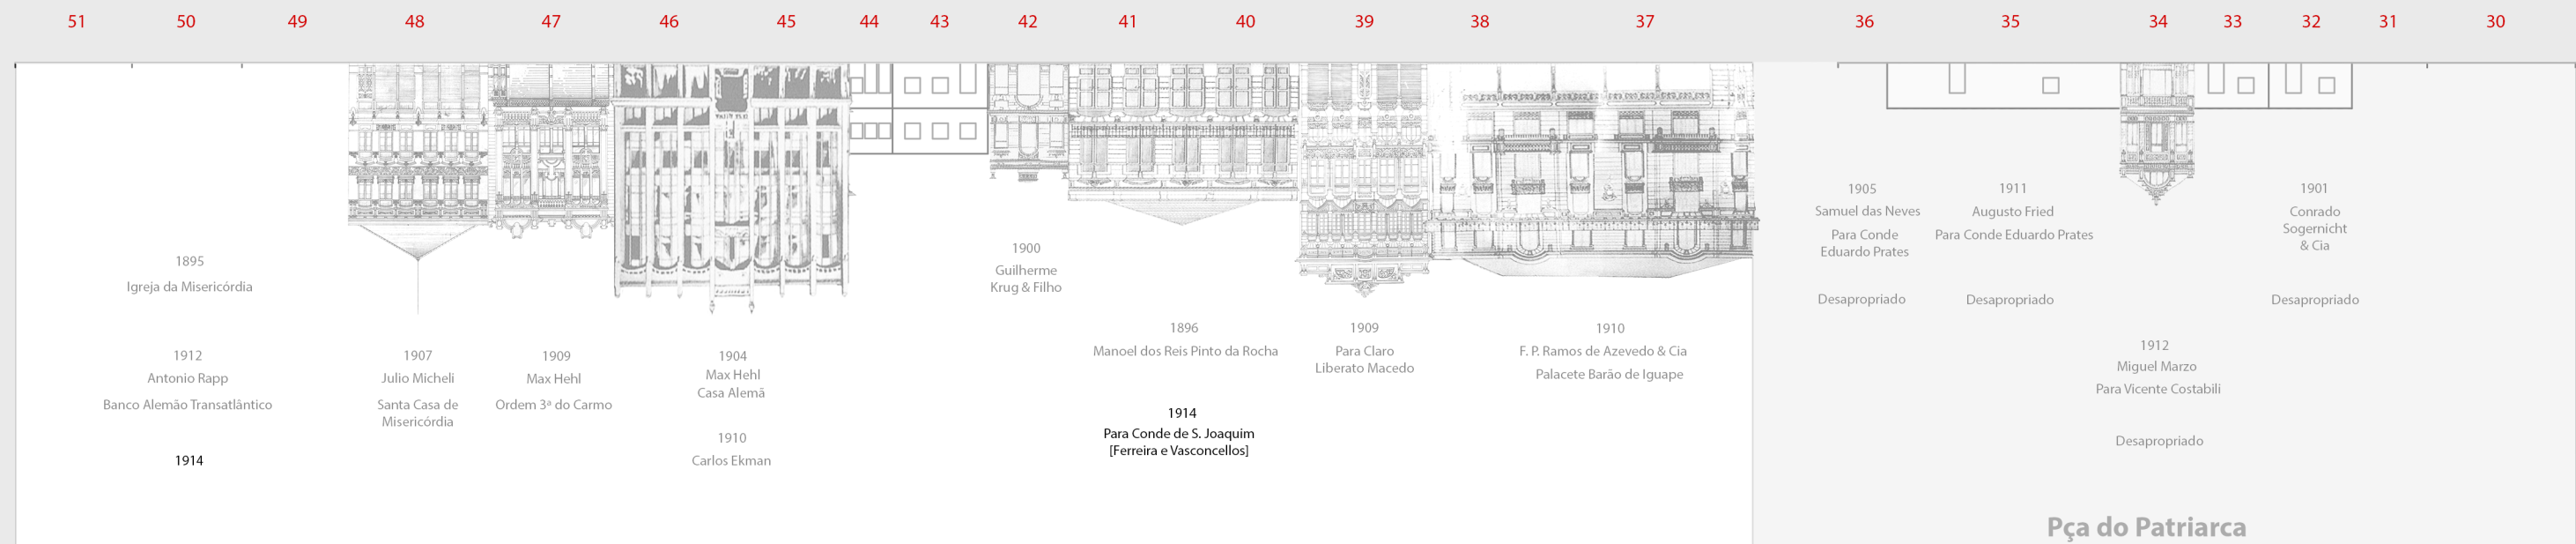 51 50 49 48 47 46 45 44 43 42 41 40 39 38 37 36 35 34 33 32 31 30
1895
Igreja da Misericórdia
1912
Antonio Rapp
Banco Alemão Transatlântico
1914
1907
Julio Micheli
Santa Casa de
Misericórdia
1909
Max Hehl
Ordem 3ª do Carmo
1904
Max Hehl
Casa Alemã
1910
Carlos Ekman
1900
Guilherme
Krug & Filho
1896
Manoel dos Reis Pinto da Rocha
1914
Para Conde de S. Joaquim
[Ferreira e Vasconcellos]
1909
Para Claro
Liberato Macedo
1910
F. P. Ramos de Azevedo & Cia
Palacete Barão de Iguape
1905
Samuel das Neves
Para Conde
Eduardo Prates
Desapropriado
1911
Augusto Fried
Para Conde Eduardo Prates
Desapropriado
1912
Miguel Marzo
Para Vicente Costabili
Desapropriado
1901
Conrado
Sogernicht
& Cia
Desapropriado
Pça do Patriarca